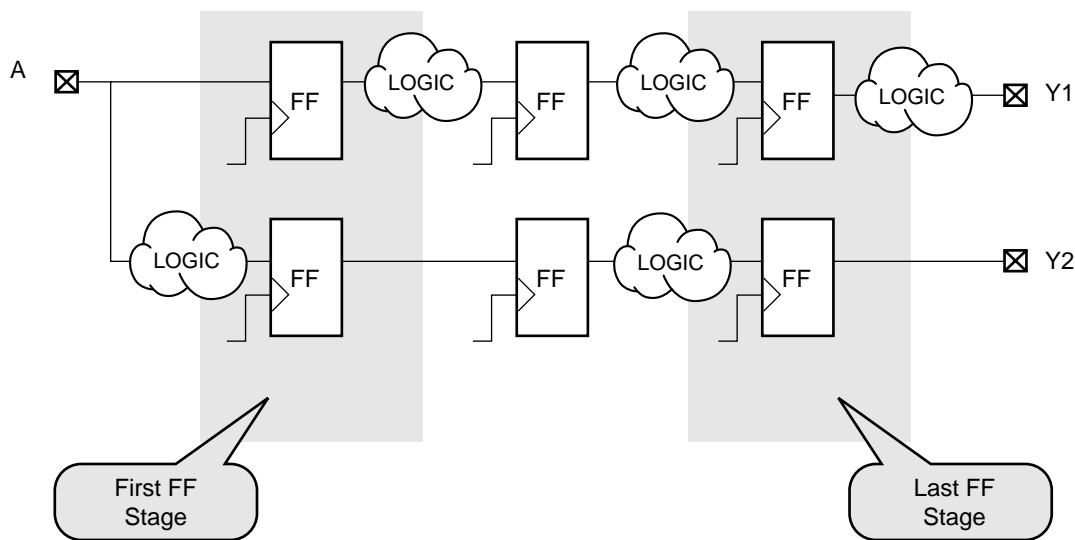 A
FF
LOGIC
FF
LOGIC
FF
LOGIC
Y1
LOGIC
FF
FF
LOGIC
FF
Y2
First FF
Stage
Last FF
Stage